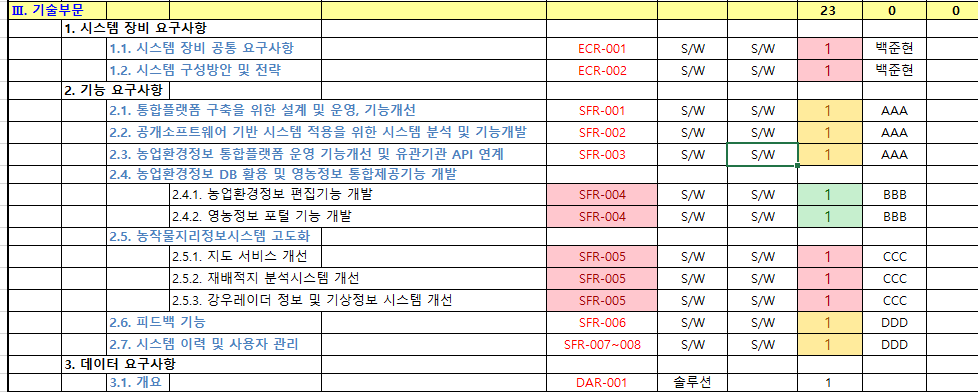 Ⅲ. 기술부문 23 0 0
1. 시스템 장비 요구사항
1.1. 시스템 장비 공통 요구사항 ECR-001 S/W S/W 1 백준현
1.2. 시스템 구성방안 및 전략 ECR-002 S/W S/W 1 백준현
2. 기능 요구사항
2.1. 통합플랫폼 구축을 위한 설계 및 운영, 기능개선 SFR-001 S/W S/W 1 AAA
2.2. 공개소프트웨어 기반 시스템 적용을 위한 시스템 분석 및 기능개발 SFR-002 S/W S/W 1 AAA
2.3. 농업환경정보 통합플랫폼 운영 기능개선 및 유관기관 API 연계 SFR-003 S/W S/W 1 AAA
2.4. 농업환경정보 DB 활용 및 영농정보 통합제공기능 개발
2.4.1. 농업환경정보 편집기능 개발 SFR-004 S/W S/W 1 BBB
2.4.2. 영농정보 포털 기능 개발 SFR-004 S/W S/W 1 BBB
2.5. 농작물지리정보시스템 고도화
2.5.1. 지도 서비스 개선 SFR-005 S/W S/W 1 CCC
2.5.2. 재배적지 분석시스템 개선 SFR-005 S/W S/W 1 CCC
2.5.3. 강우레이더 정보 및 기상정보 시스템 개선 SFR-005 S/W S/W 1 CCC
2.6. 피드백 기능 SFR-006 S/W S/W 1 DDD
2.7. 시스템 이력 및 사용자 관리 SFR-007~008 S/W S/W 1 DDD
3. 데이터 요구사항
3.1. 개요 DAR-001 솔루션 1